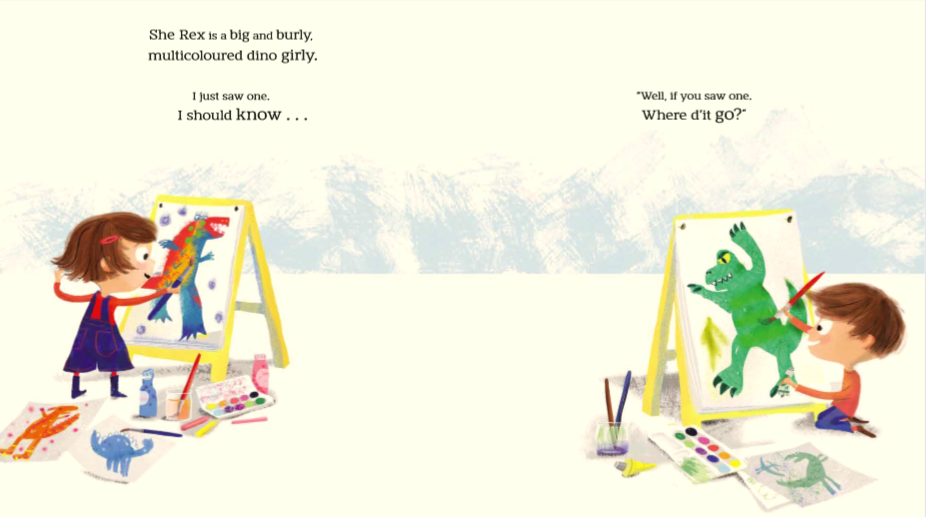 She Rex is a big and burly,
multicoloured dino girly.
I just saw one.
I should know . . .
"Well, if you saw one.
Where d'it go?"